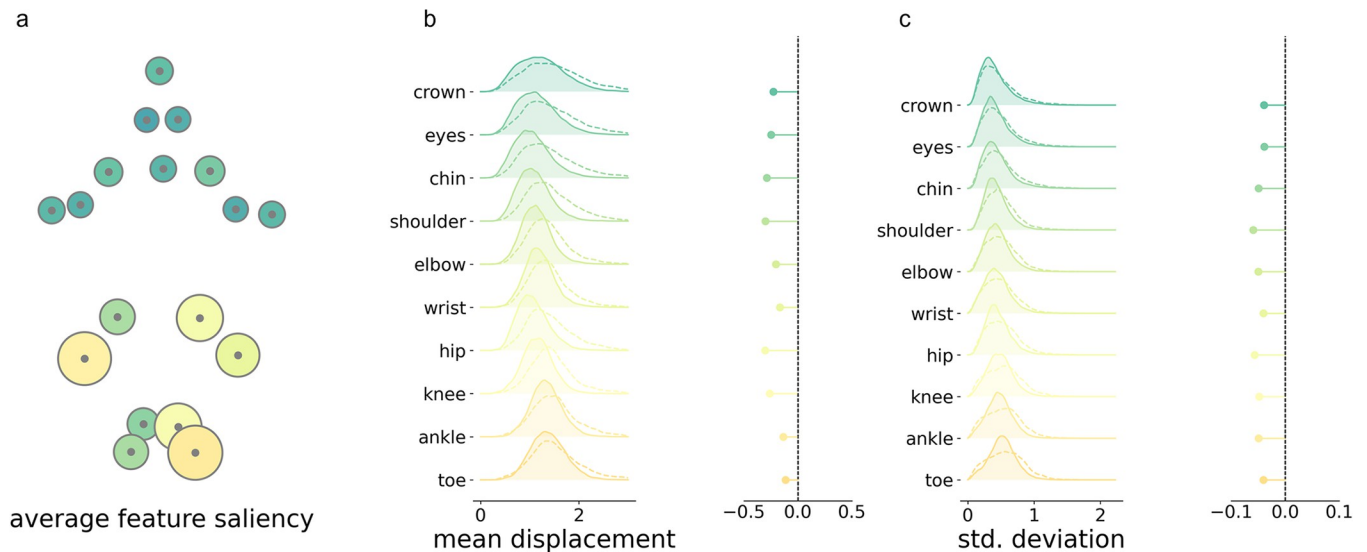 a
b
c
crown
eyes
chin
shoulder
elbow
wrist
hip
knee
ankle
toe
0
2
−0.5
0.0
0.5
crown
eyes
chin
shoulder
elbow
wrist
hip
knee
ankle
toe
0
1
2
−0.1
0.0
0.1
average feature saliency
mean displacement
std. deviation